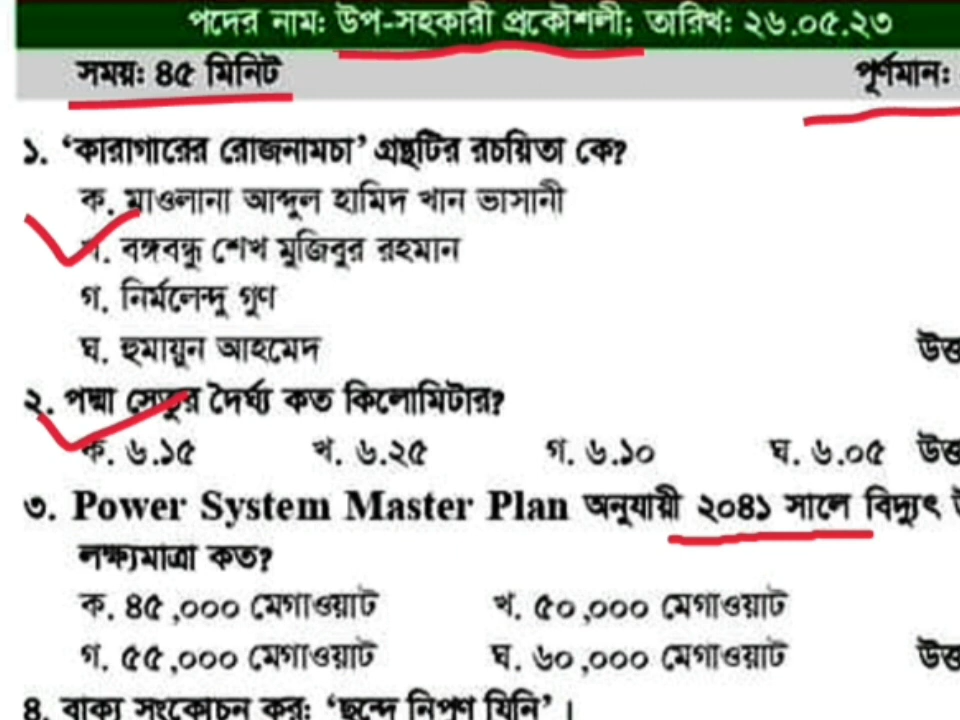 পদের নাম: উপ-সহকারী প্রকৌশলী; তারিখ: ২৬.০৫.২৩
সময়: ৪৫ মিনিট পূর্ণমান:
১. ‘কারাগারের রোজনামচা’ গ্রন্থটির রচয়িতা কে?
ক. মাওলানা আব্দুল হামিদ খান ভাসানী
খ. বঙ্গবন্ধু শেখ মুজিবুর রহমান
গ. নির্মলেন্দু গুণ
ঘ. হুমায়ুন আহমেদ
২. পদ্মা সেতুর দৈর্ঘ্য কত কিলোমিটার?
ক. ৬.১৫ খ. ৬.২৫ গ. ৬.১০ ঘ. ৬.০৫
৩. Power System Master Plan অনুযায়ী ২০৪১ সালে বিদ্যুৎ
লক্ষ্যমাত্রা কত?
ক. ৪৫,০০০ মেগাওয়াট খ. ৫০,০০০ মেগাওয়াট
গ. ৫৫,০০০ মেগাওয়াট ঘ. ৬০,০০০ মেগাওয়াট
৪. বাক্য সংকোচন কর: ‘ছন্দে নিপুণ যিনি’।